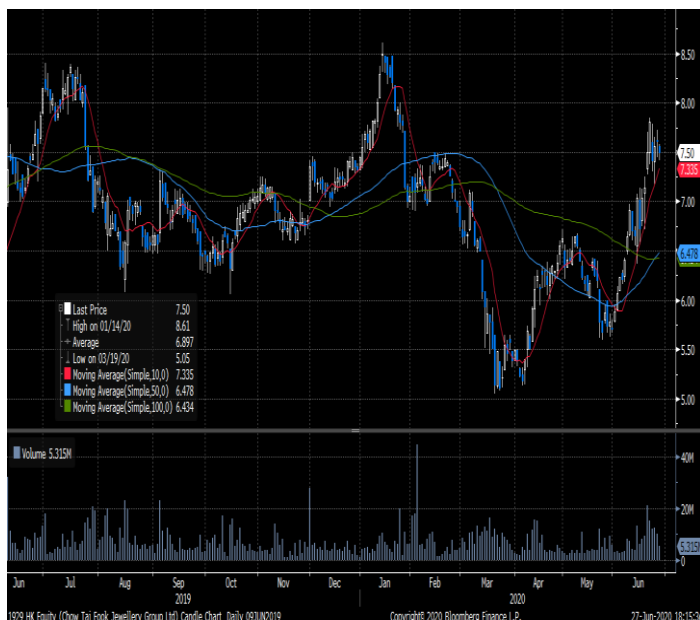 8.50
8.00
7.50
7.335
7.00
6.50
6.478
6.00
5.50
5.00
Last Price 7.50
High on 01/14/20 8.61
Average 6.897
Low on 03/19/20 5.05
Moving Average(Simple,10,0) 7.335
Moving Average(Simple,50,0) 6.478
Moving Average(Simple,100,0) 6.434
Volume 5.315M
40M
20M
5.315M
0
Jun Jul Aug Sep Oct Nov Dec Jan Feb Mar Apr May Jun
2019 2020
1929 HK Equity (Chow Tai Fook Jewellery Group Ltd) Candle Chart Daily 09JUN2019 Copyright© 2020 Bloomberg Finance L.P. 27-Jun-2020